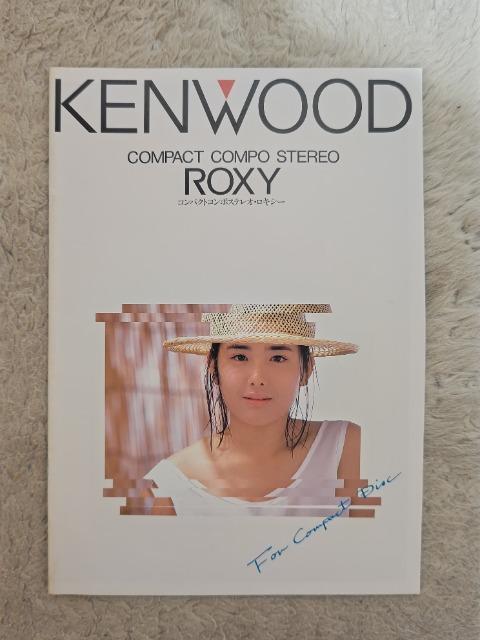 KENWOOD
COMPACT COMPO STEREO
ROXY
コンパクトコンポステレオ・ロキシー
For Compact Disc